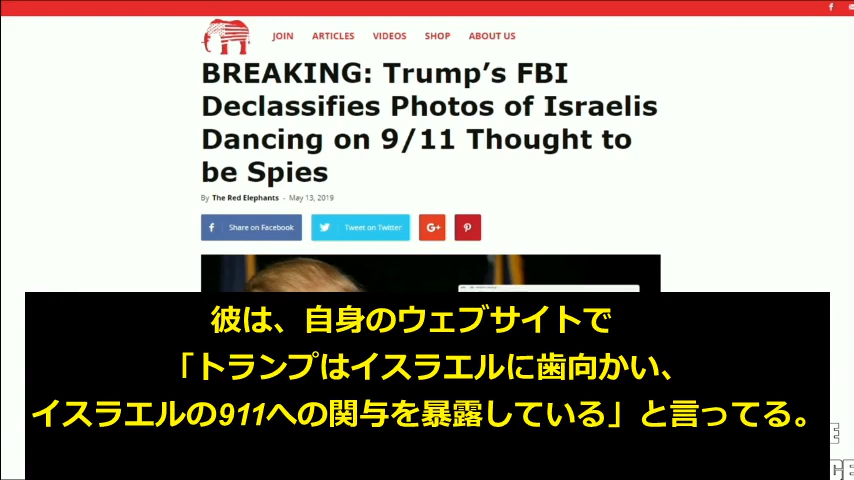 JOIN ARTICLES VIDEOS SHOP ABOUT US
BREAKING: Trump's FBI
Declassifies Photos of Israelis
Dancing on 9/11 Thought to
be Spies
By The Red Elephants - May 13, 2019
Share on Facebook Tweet on Twitter G+
彼は、自身のウェブサイトで
「トランプはイスラエルに歯向かい、
イスラエルの911への関与を暴露している」と言ってる。